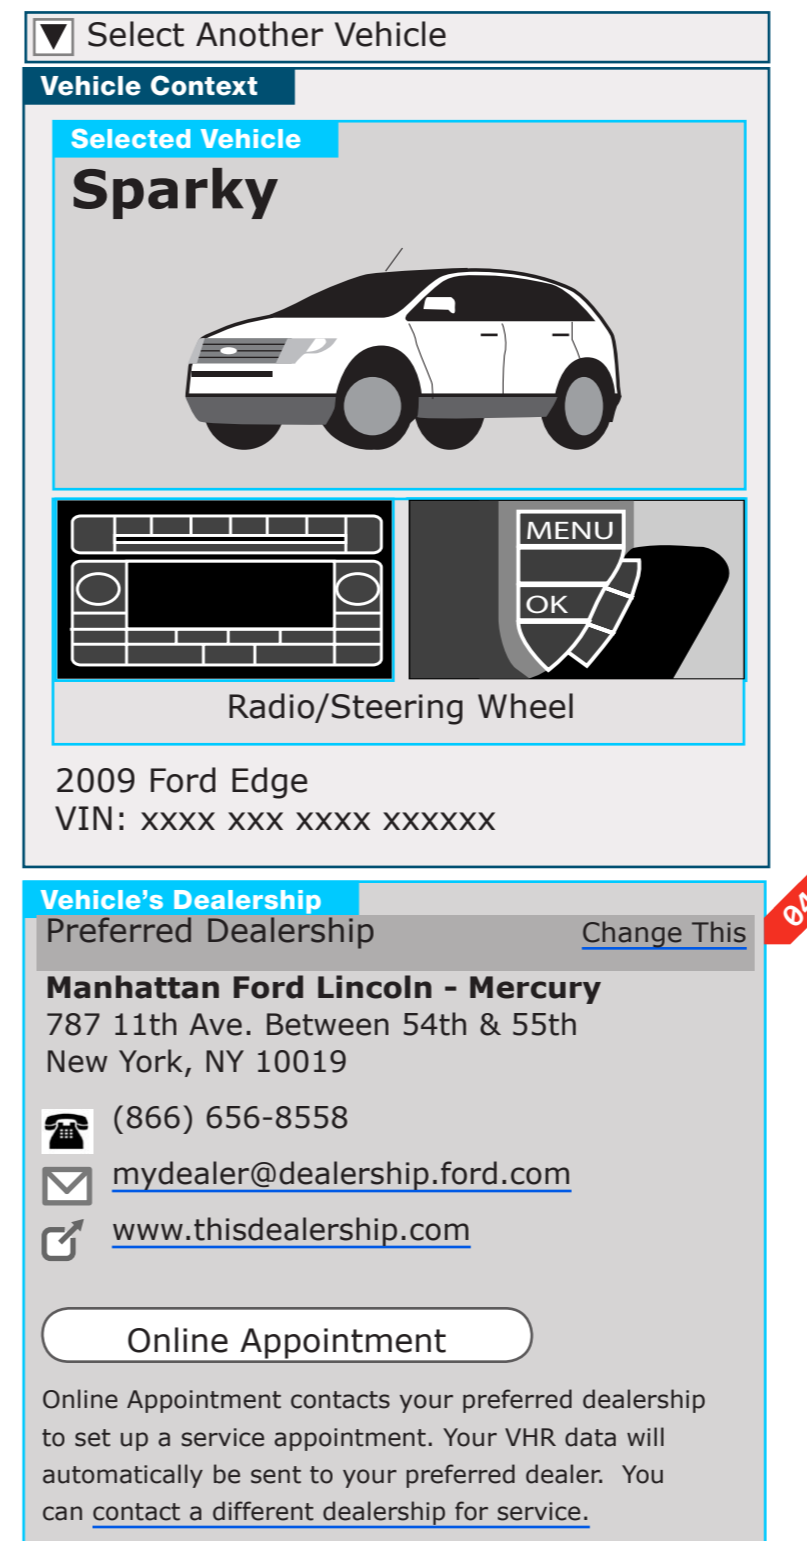 Select Another Vehicle
Vehicle Context
Selected Vehicle
Sparky
MENU
OK
Radio/Steering Wheel
2009 Ford Edge
VIN: xxxx xxx xxxx xxxxxx
Vehicle's Dealership
Preferred Dealership Change This
Manhattan Ford Lincoln - Mercury
787 11th Ave. Between 54th & 55th
New York, NY 10019
(866) 656-8558
mydealer@dealership.ford.com
www.thisdealership.com
Online Appointment
Online Appointment contacts your preferred dealership
to set up a service appointment. Your VHR data will
automatically be sent to your preferred dealer.  You
can contact a different dealership for service.